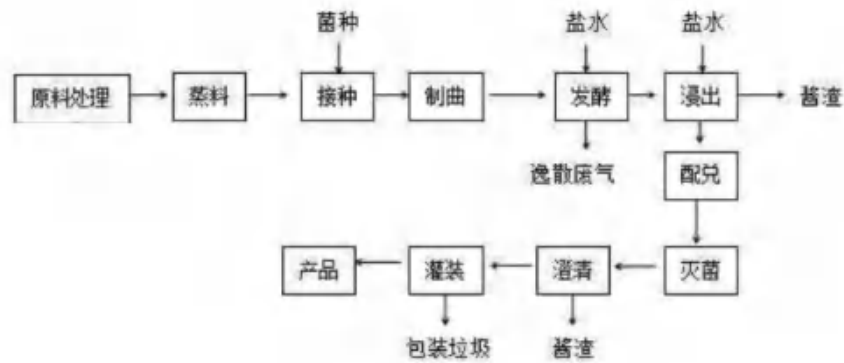 菌种 盐水 盐水
原料处理 蒸料 接种 制曲 发酵 浸出 酱渣
逸散废气 配兑
产品 灌装 澄清 灭菌
包装垃圾 酱渣